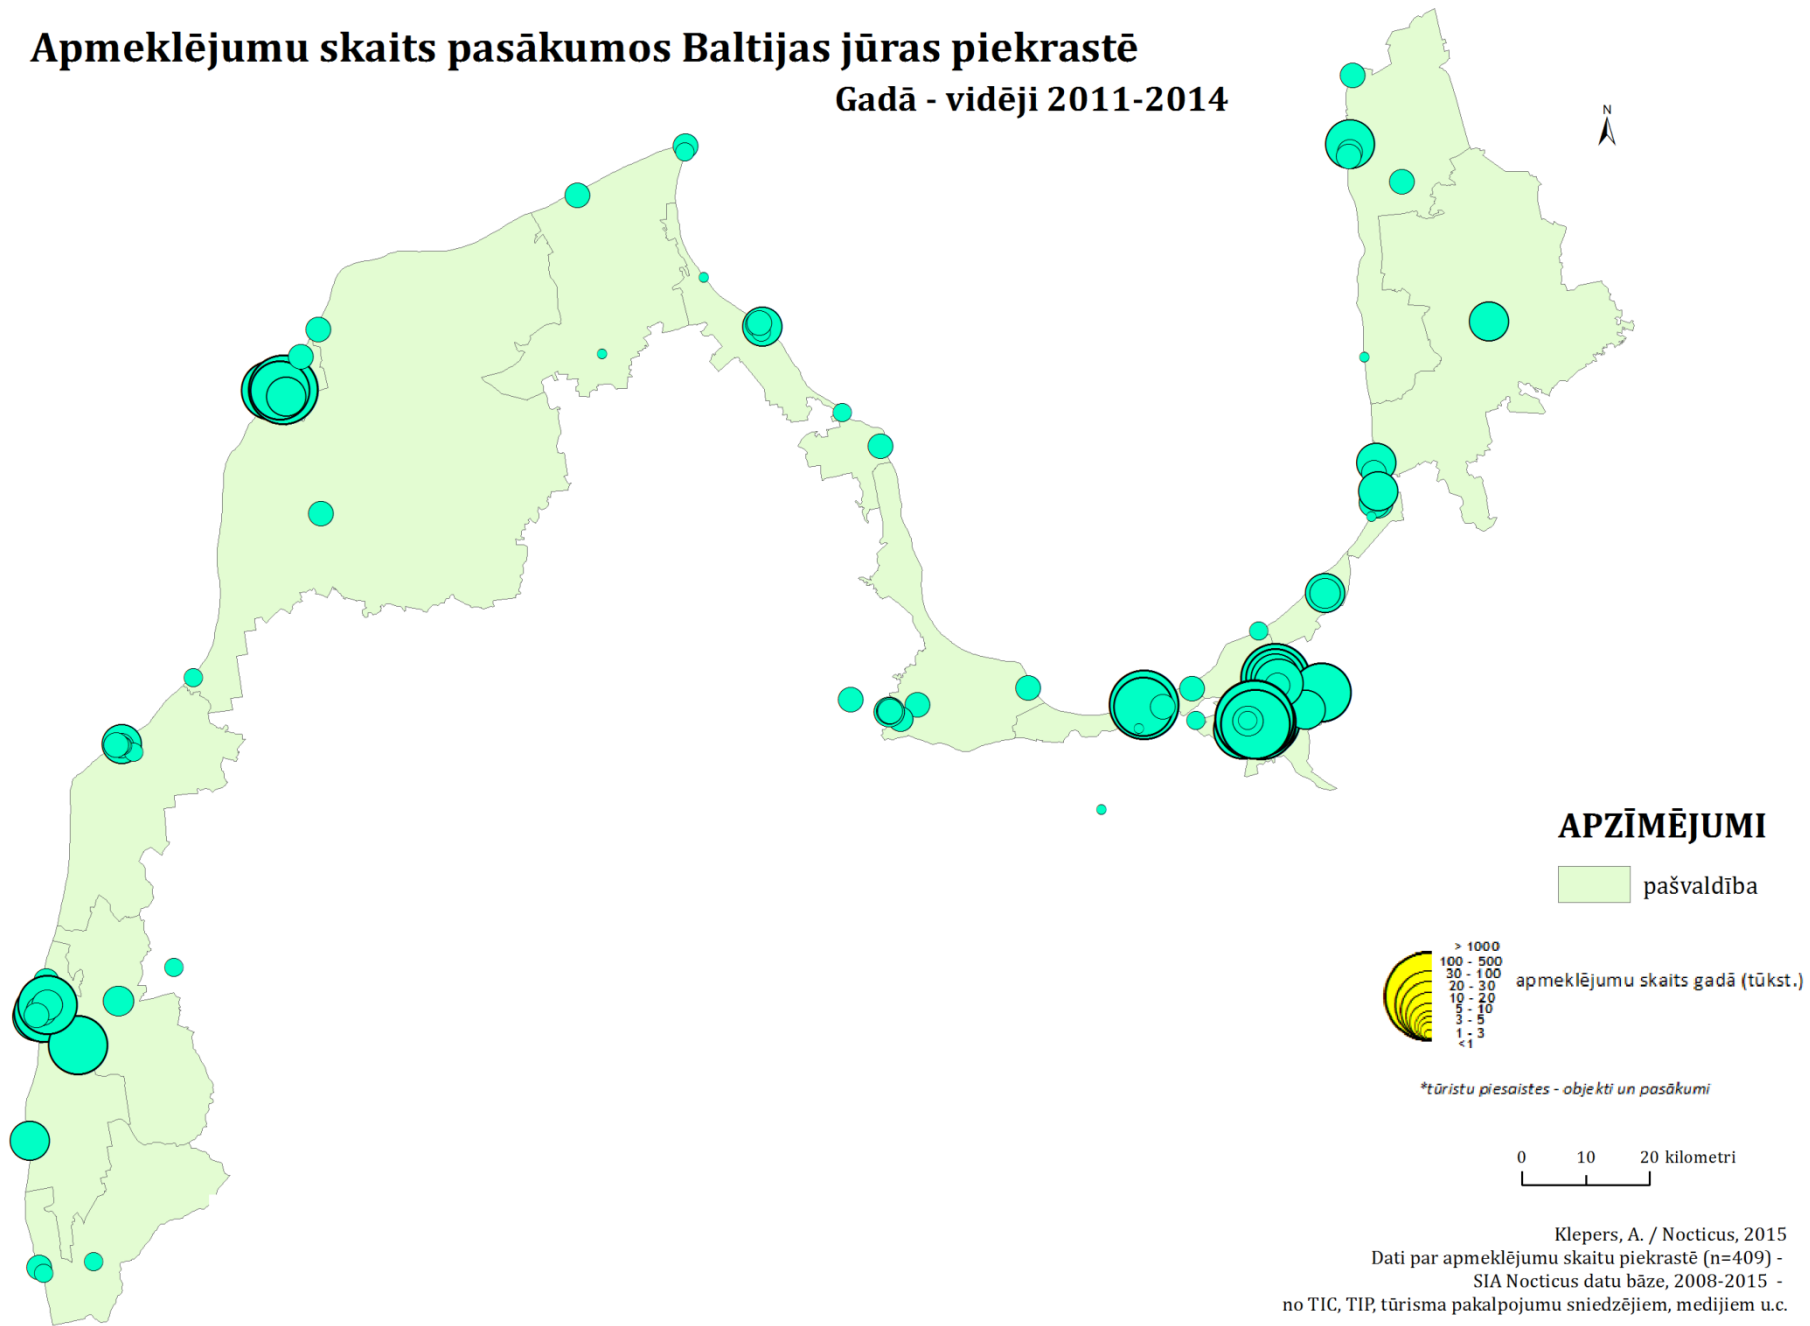 Apmeklējumu skaits pasākumos Baltijas jūras piekrastē
Gadā - vidēji 2011-2014
N
APZĪMĒJUMI
pašvaldība
> 1000
100 - 500
30 - 100
20 - 30
10 - 20
5 - 10
3 - 5
1 - 3
<1
apmeklējumu skaits gadā (tūkst.)
*tūristu piesaistes - objekti un pasākumi
0 10 20 kilometri
Klepers, A. / Nocticus, 2015
Dati par apmeklējumu skaitu piekrastē (n=409) -
SIA Nocticus datu bāze, 2008-2015 -
no TIC, TIP, tūrisma pakalpojumu sniedzējiem, medijiem u.c.